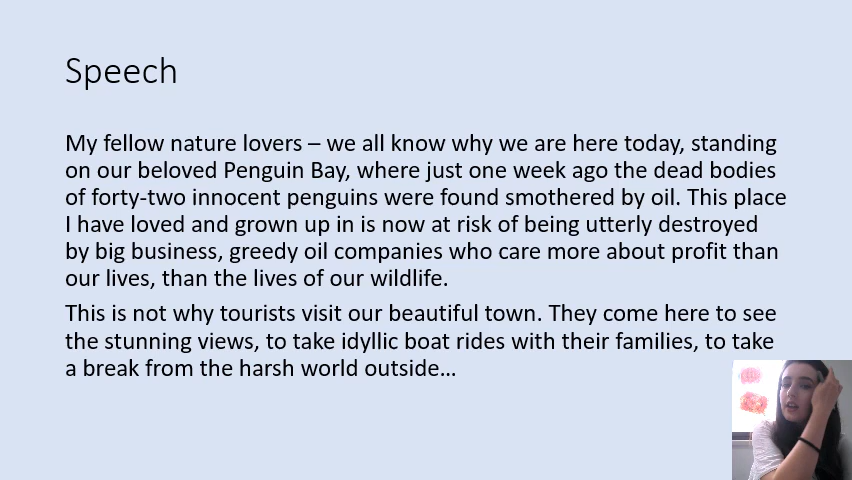 Speech
My fellow nature lovers – we all know why we are here today, standing
on our beloved Penguin Bay, where just one week ago the dead bodies
of forty-two innocent penguins were found smothered by oil. This place
I have loved and grown up in is now at risk of being utterly destroyed
by big business, greedy oil companies who care more about profit than
our lives, than the lives of our wildlife.
This is not why tourists visit our beautiful town. They come here to see
the stunning views, to take idyllic boat rides with their families, to take
a break from the harsh world outside…